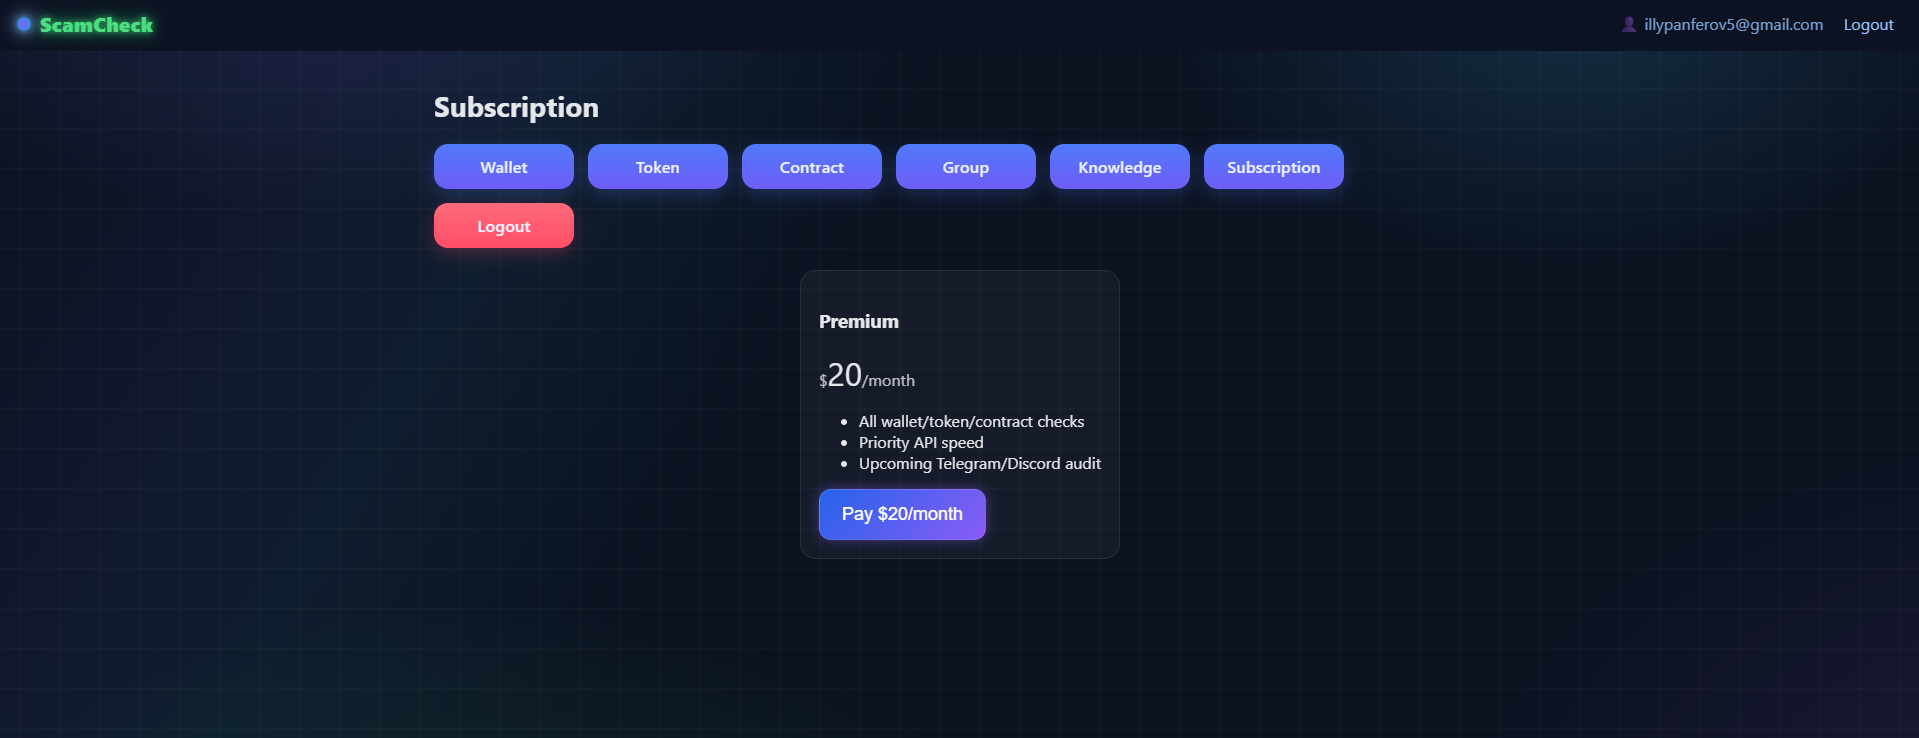 ScamCheck
illypanferov5@gmail.com Logout
Subscription
Wallet Token Contract Group Knowledge Subscription
Logout
Premium
$20/month
All wallet/token/contract checks
Priority API speed
Upcoming Telegram/Discord audit
Pay $20/month